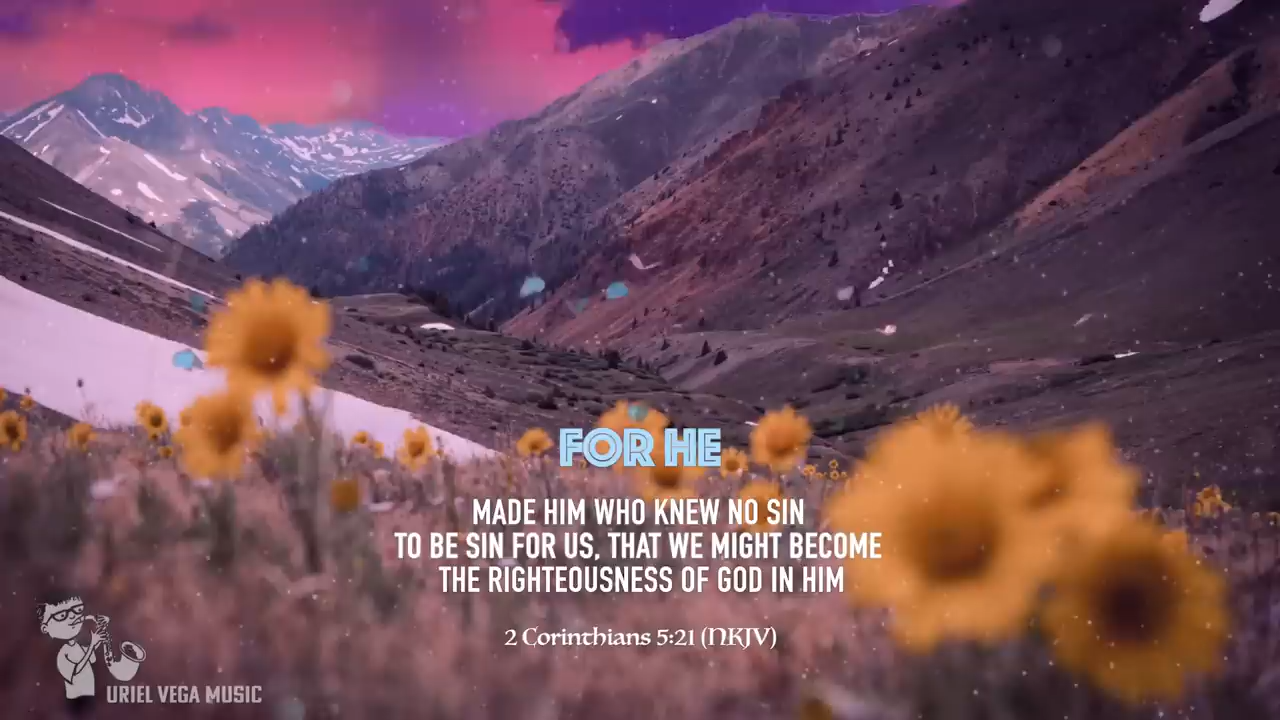 FOR HE
MADE HIM WHO KNEW NO SIN
TO BE SIN FOR US, THAT WE MIGHT BECOME
THE RIGHTEOUSNESS OF GOD IN HIM
2 Corinthians 5:21 (NKJV)
URIEL VEGA MUSIC